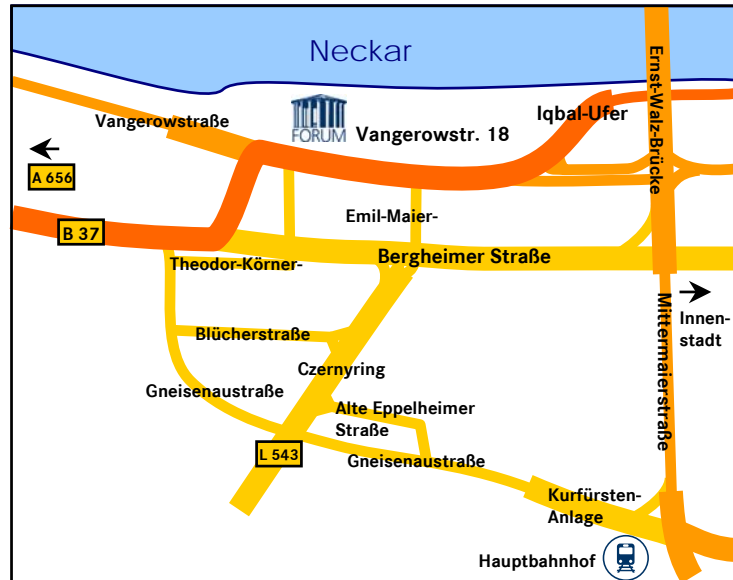 Neckar
Ernst-Walz-Brücke
Iqbal-Ufer
Vangerowstraße
FORUM
Vangerowstr. 18
A 656
Emil-Maier-
B 37
Bergheimer Straße
Theodor-Körner-
Mittermaierstraße
Innen-
stadt
Blücherstraße
Czernyring
Gneisenaustraße
Alte Eppelheimer
Straße
L 543
Gneisenaustraße
Kurfürsten-
Anlage
Hauptbahnhof